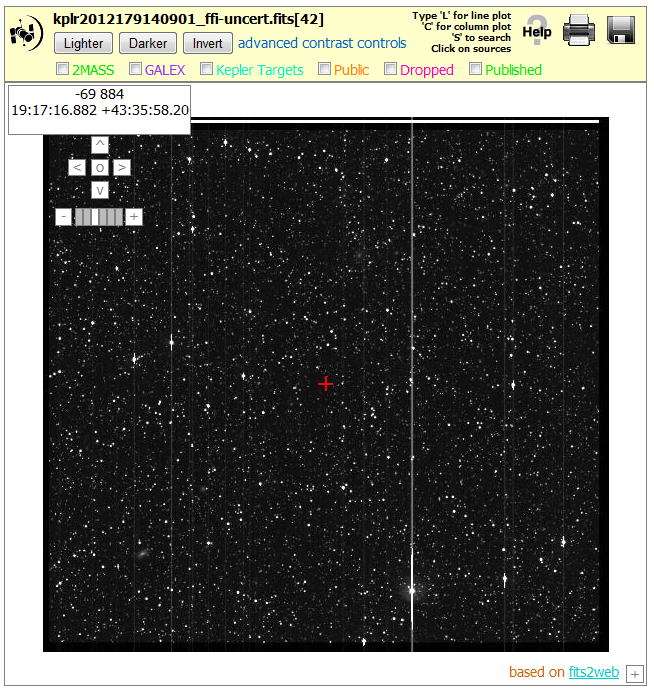 kplr2012179140901_ffi-uncert.fits[42]
Lighter Darker Invert advanced contrast controls
Type 'L' for line plot
'C' for column plot
'S' to search
Click on sources
Help
2MASS GALEX Kepler Targets Public Dropped Published
-69 884
19:17:16.882 +43:35:58.20
^
< o >
v
- +
based on fits2web +